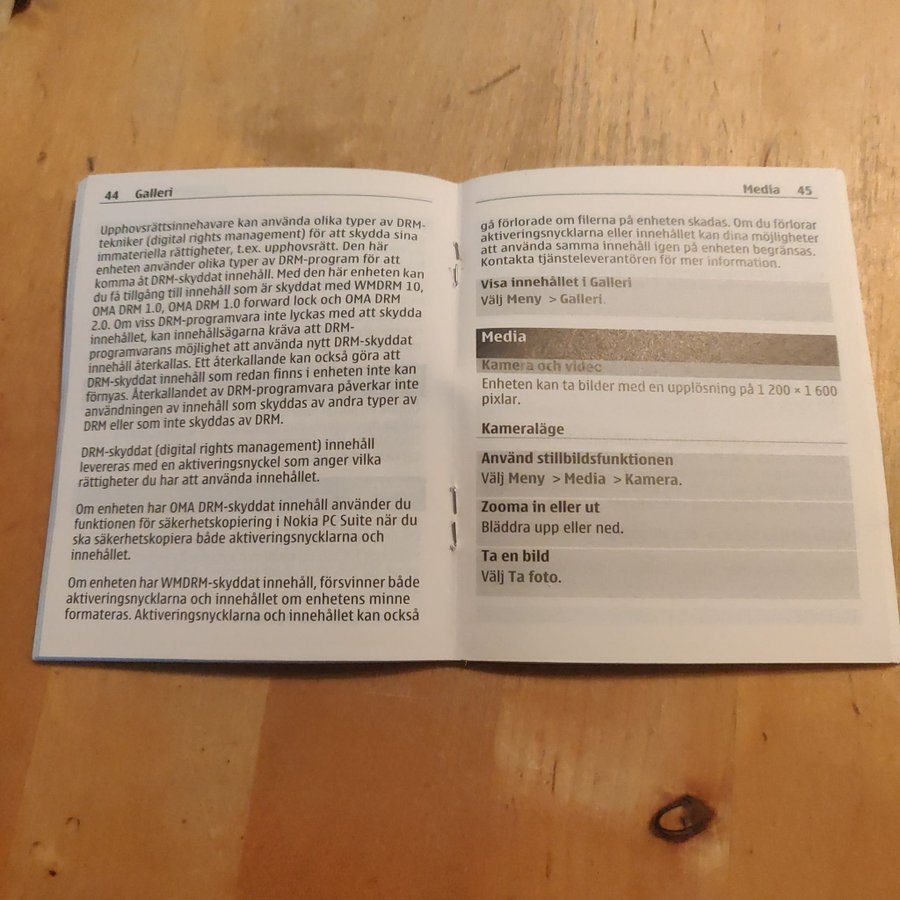 44 Galleri
Upphovsrättsinnehavare kan använda olika typer av DRM-
tekniker (digital rights management) för att skydda sina
immateriella rättigheter, t.ex. upphovsrätt. Den här
enheten använder olika typer av DRM-program för att
komma åt DRM-skyddat innehåll. Med den här enheten kan
du få tillgång till innehåll som är skyddat med WMDRM 10,
OMA DRM 1.0, OMA DRM 1.0 forward lock och OMA DRM
2.0. Om viss DRM-programvara inte lyckas med att skydda
innehållet, kan innehållsägarna kräva att DRM-
programvarans möjlighet att använda nytt DRM-skyddat
innehåll återkallas. Ett återkallande kan också göra att
DRM-skyddat innehåll som redan finns i enheten inte kan
förnyas. Återkallandet av DRM-programvara påverkar inte
användningen av innehåll som skyddas av andra typer av
DRM eller som inte skyddas av DRM.
DRM-skyddat (digital rights management) innehåll
levereras med en aktiveringsnyckel som anger vilka
rättigheter du har att använda innehållet.
Om enheten har OMA DRM-skyddat innehåll använder du
funktionen för säkerhetskopiering i Nokia PC Suite när du
ska säkerhetskopiera både aktiveringsnycklarna och
innehållet.
Om enheten har WMDRM-skyddat innehåll, försvinner både
aktiveringsnycklarna och innehållet om enhetens minne
formateras. Aktiveringsnycklarna och innehållet kan också
Media 45
gå förlorade om filerna på enheten skadas. Om du förlorar
aktiveringsnycklarna eller innehållet kan dina möjligheter
att använda samma innehåll igen på enheten begränsas.
Kontakta tjänsteleverantören för mer information.
Visa innehållet i Galleri
Välj Meny > Galleri.
Media
Kamera och video
Enheten kan ta bilder med en upplösning på 1 200 × 1 600
pixlar.
Kameraläge
Använd stillbildsfunktionen
Välj Meny > Media > Kamera.
Zooma in eller ut
Bläddra upp eller ned.
Ta en bild
Välj Ta foto.